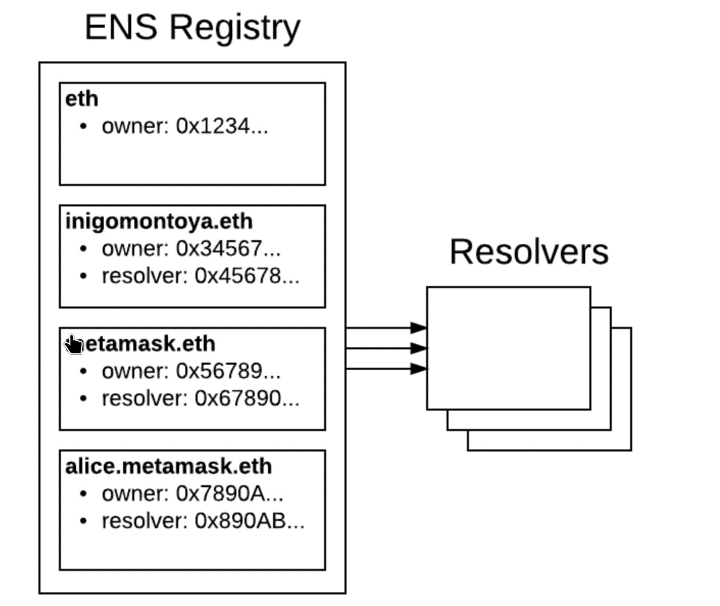 ENS Registry
eth
• owner: 0x1234...
inigomontoya.eth
• owner: 0x34567...
• resolver: 0x45678...
etamask.eth
• owner: 0x56789...
• resolver: 0x67890...
alice.metamask.eth
• owner: 0x7890A...
• resolver: 0x890AB...
Resolvers